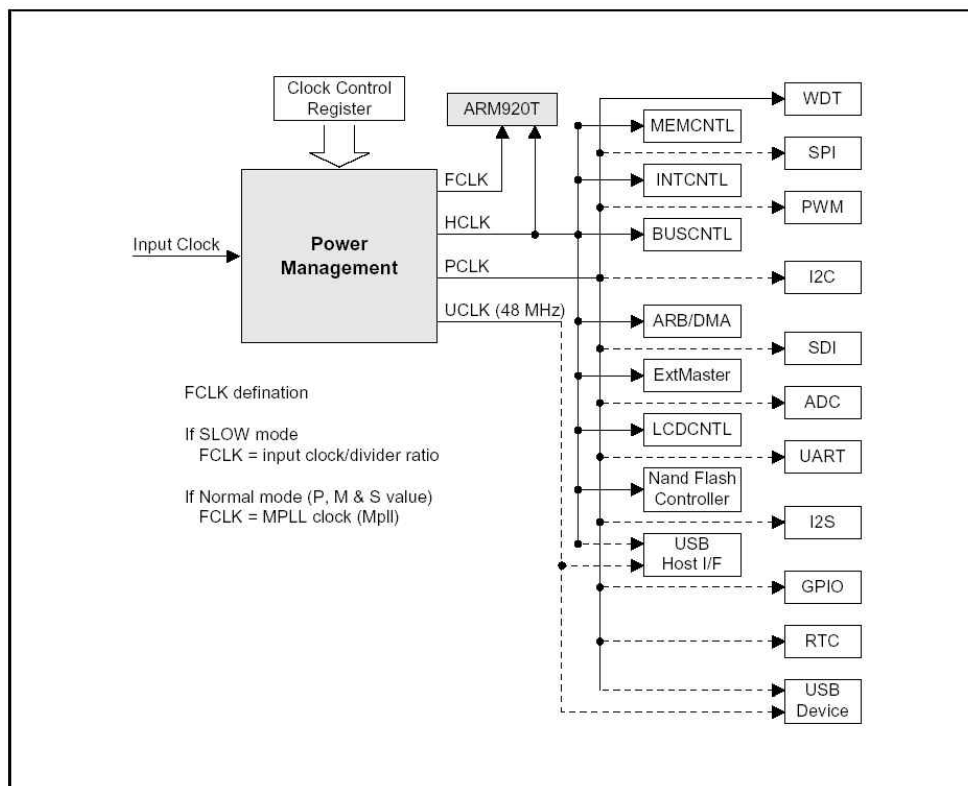 Clock Control
Register
ARM920T
WDT
MEMCNTL
SPI
FCLK
INTCNTL
PWM
HCLK
BUSCNTL
Input Clock
Power
Management
PCLK
I2C
UCLK (48 MHz)
ARB/DMA
SDI
ExtMaster
FCLK defination
ADC
LCDCNTL
If SLOW mode
FCLK = input clock/divider ratio
UART
Nand Flash
Controller
If Normal mode (P, M & S value)
FCLK = MPLL clock (Mpll)
I2S
USB
Host I/F
GPIO
RTC
USB
Device